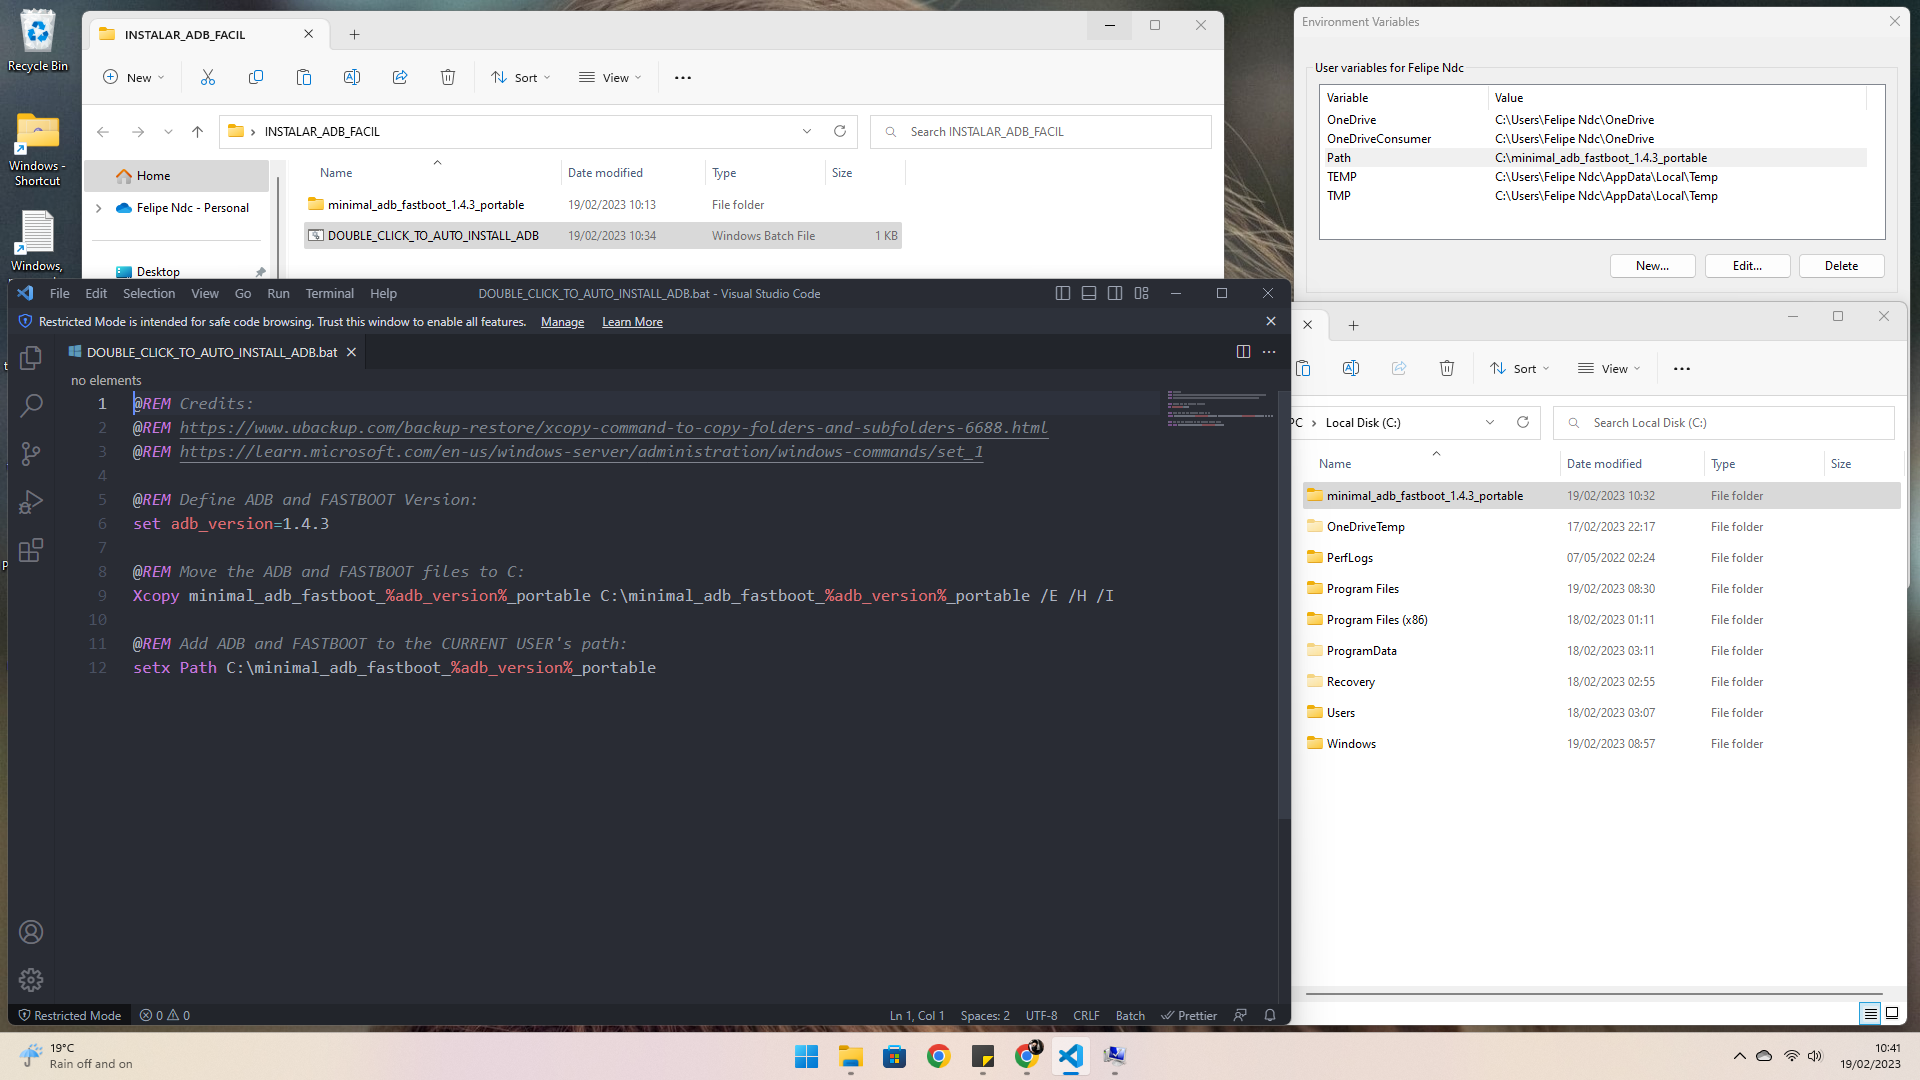 Recycle Bin
Windows -
Shortcut
Windows,
INSTALAR_ADB_FACIL
New
Sort
View
INSTALAR_ADB_FACIL
Search INSTALAR_ADB_FACIL
Home
Felipe Ndc - Personal
Desktop
Name Date modified Type Size
minimal_adb_fastboot_1.4.3_portable 19/02/2023 10:13 File folder
DOUBLE_CLICK_TO_AUTO_INSTALL_ADB 19/02/2023 10:34 Windows Batch File 1 KB
Environment Variables
User variables for Felipe Ndc
Variable Value
OneDrive C:\Users\Felipe Ndc\OneDrive
OneDriveConsumer C:\Users\Felipe Ndc\OneDrive
Path C:\minimal_adb_fastboot_1.4.3_portable
TEMP C:\Users\Felipe Ndc\AppData\Local\Temp
TMP C:\Users\Felipe Ndc\AppData\Local\Temp
New... Edit... Delete
File Edit Selection View Go Run Terminal Help DOUBLE_CLICK_TO_AUTO_INSTALL_ADB.bat - Visual Studio Code
Restricted Mode is intended for safe code browsing. Trust this window to enable all features. Manage Learn More
DOUBLE_CLICK_TO_AUTO_INSTALL_ADB.bat
no elements
1 @REM Credits:
2 @REM https://www.ubackup.com/backup-restore/xcopy-command-to-copy-folders-and-subfolders-6688.html
3 @REM https://learn.microsoft.com/en-us/windows-server/administration/windows-commands/set_1
4
5 @REM Define ADB and FASTBOOT Version:
6 set adb_version=1.4.3
7
8 @REM Move the ADB and FASTBOOT files to C:
9 Xcopy minimal_adb_fastboot_%adb_version%_portable C:\minimal_adb_fastboot_%adb_version%_portable /E /H /I
10
11 @REM Add ADB and FASTBOOT to the CURRENT USER's path:
12 setx Path C:\minimal_adb_fastboot_%adb_version%_portable
Restricted Mode 0 0 Ln 1, Col 1 Spaces: 2 UTF-8 CRLF Batch Prettier
Sort View
PC Local Disk (C:) Search Local Disk (C:)
Name Date modified Type Size
minimal_adb_fastboot_1.4.3_portable 19/02/2023 10:32 File folder
OneDriveTemp 17/02/2023 22:17 File folder
PerfLogs 07/05/2022 02:24 File folder
Program Files 19/02/2023 08:30 File folder
Program Files (x86) 18/02/2023 01:11 File folder
ProgramData 18/02/2023 03:11 File folder
Recovery 18/02/2023 02:55 File folder
Users 18/02/2023 03:07 File folder
Windows 19/02/2023 08:57 File folder
19°C
Rain off and on
10:41
19/02/2023